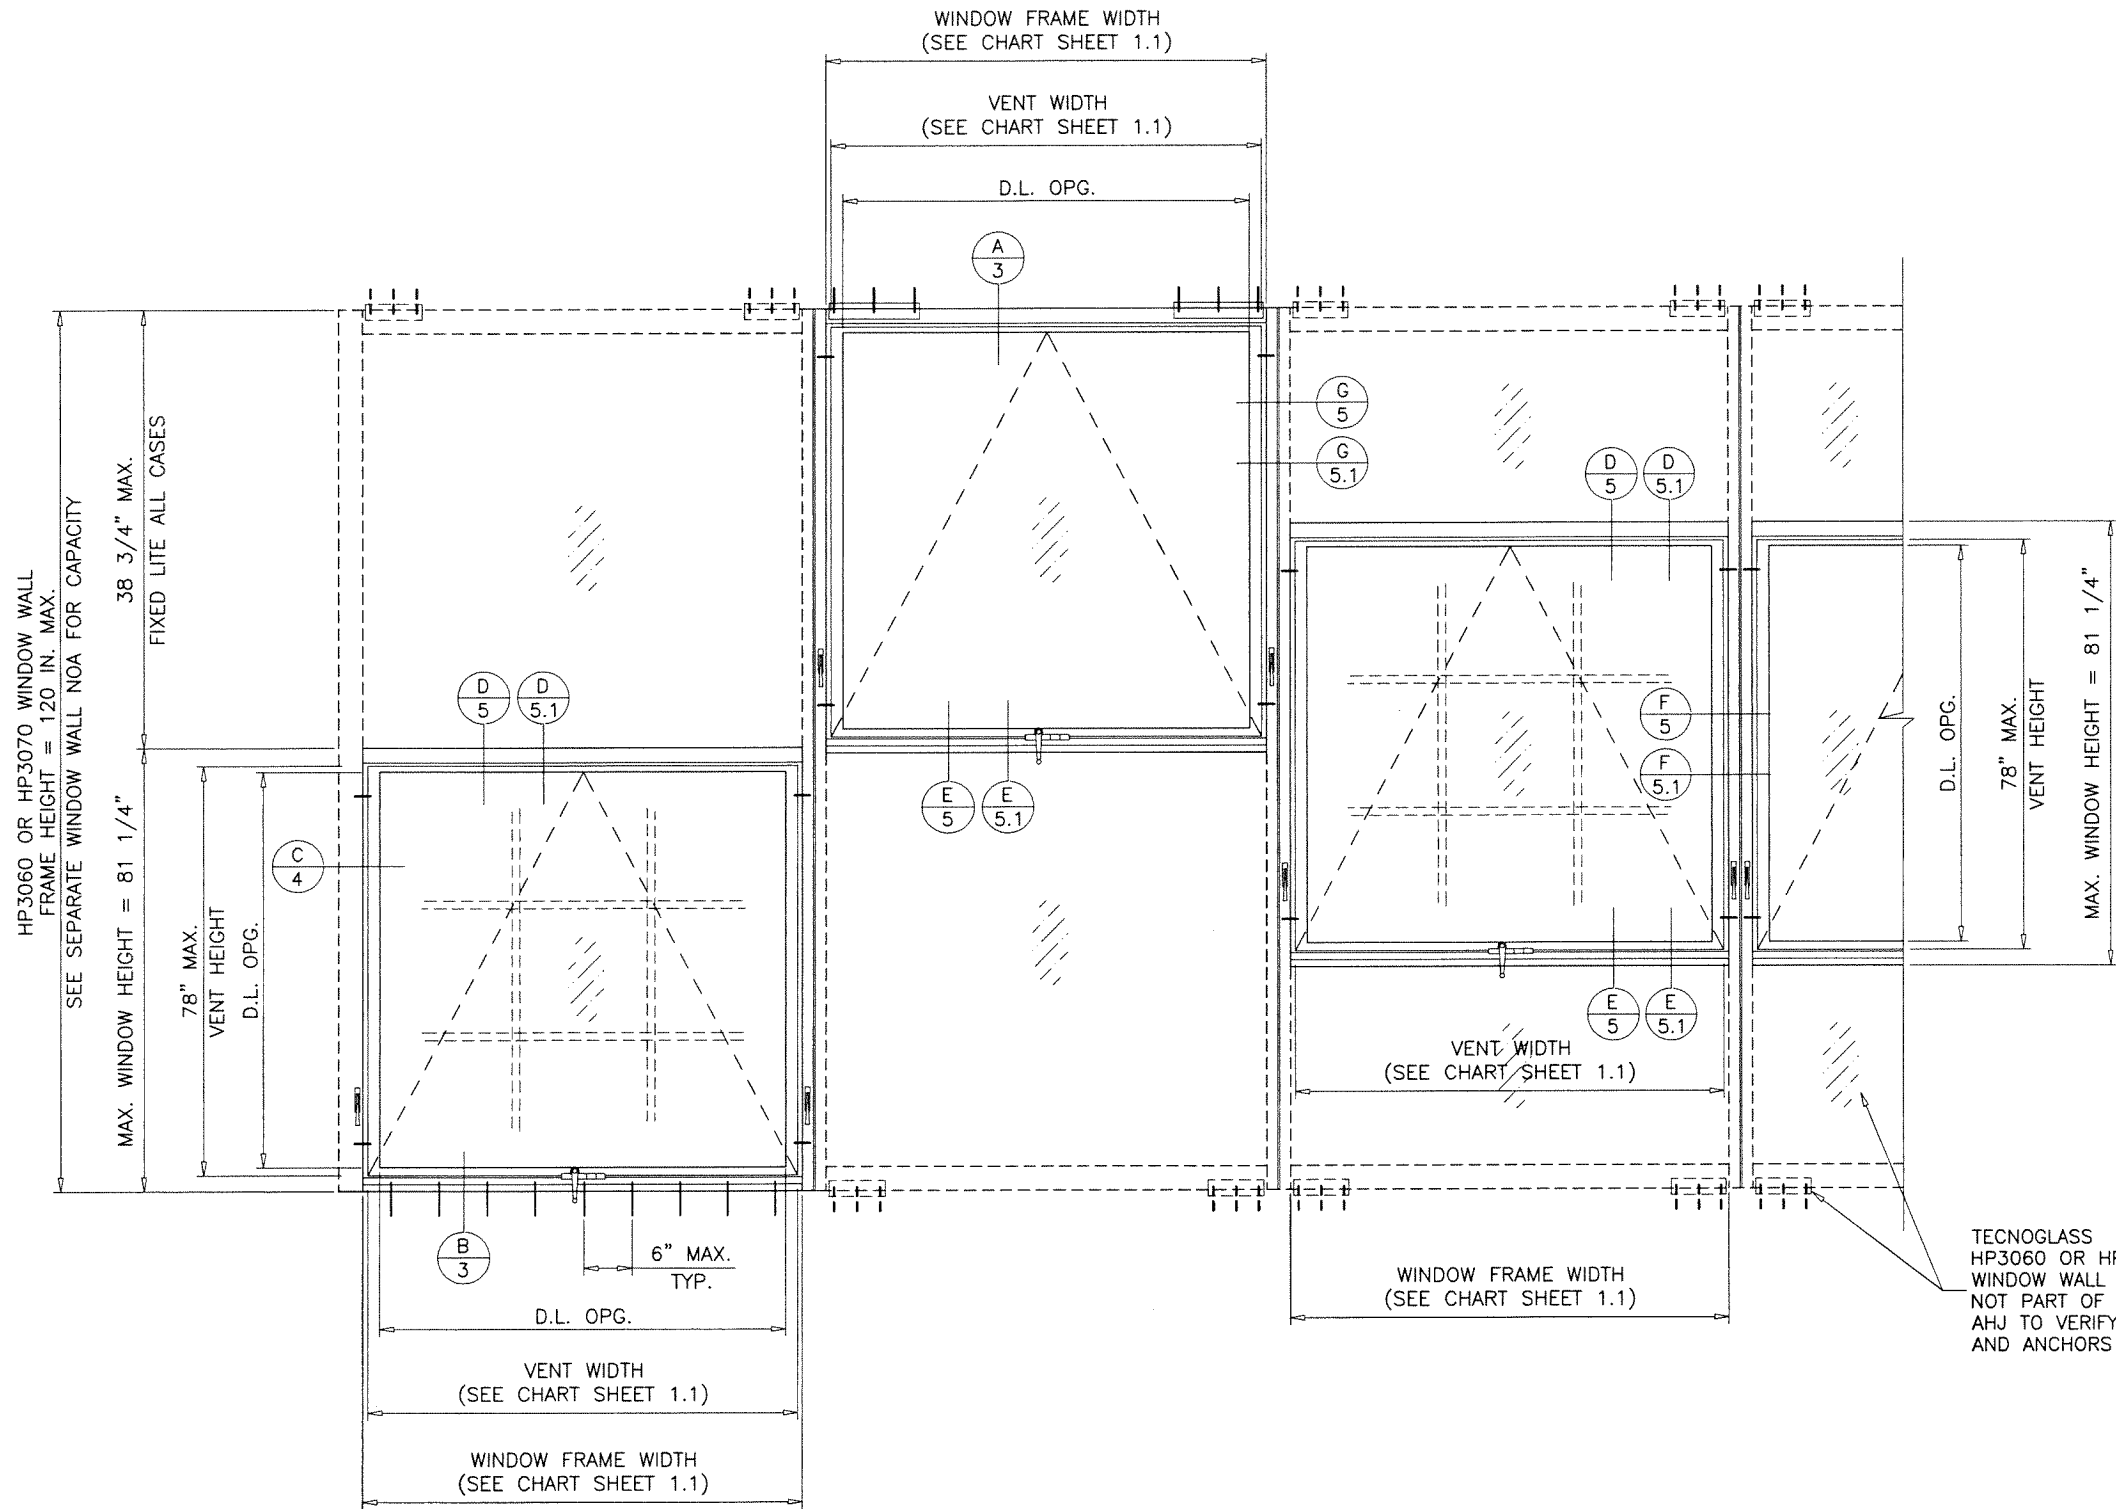 WINDOW FRAME WIDTH
(SEE CHART SHEET 1.1)
VENT WIDTH
(SEE CHART SHEET 1.1)
D.L. OPG.
A
3
HP3060 OR HP3070 WINDOW WALL
FRAME HEIGHT = 120 IN. MAX.
SEE SEPARATE WINDOW WALL NOA FOR CAPACITY
38 3/4" MAX.
FIXED LITE ALL CASES
MAX. WINDOW HEIGHT = 81 1/4"
78" MAX.
VENT HEIGHT
D.L. OPG.
G
5
G
5.1
D
5
D
5.1
D
5
D
5.1
F
5
F
5.1
E
5
E
5.1
C
4
D.L. OPG.
78" MAX.
VENT HEIGHT
MAX. WINDOW HEIGHT = 81 1/4"
E
5
E
5.1
VENT WIDTH
(SEE CHART SHEET 1.1)
B
3
6" MAX.
TYP.
D.L. OPG.
VENT WIDTH
(SEE CHART SHEET 1.1)
WINDOW FRAME WIDTH
(SEE CHART SHEET 1.1)
WINDOW FRAME WIDTH
(SEE CHART SHEET 1.1)
TECNOGLASS
HP3060 OR
WINDOW WALL
NOT PART OF
AHJ TO VERIFY
AND ANCHORS